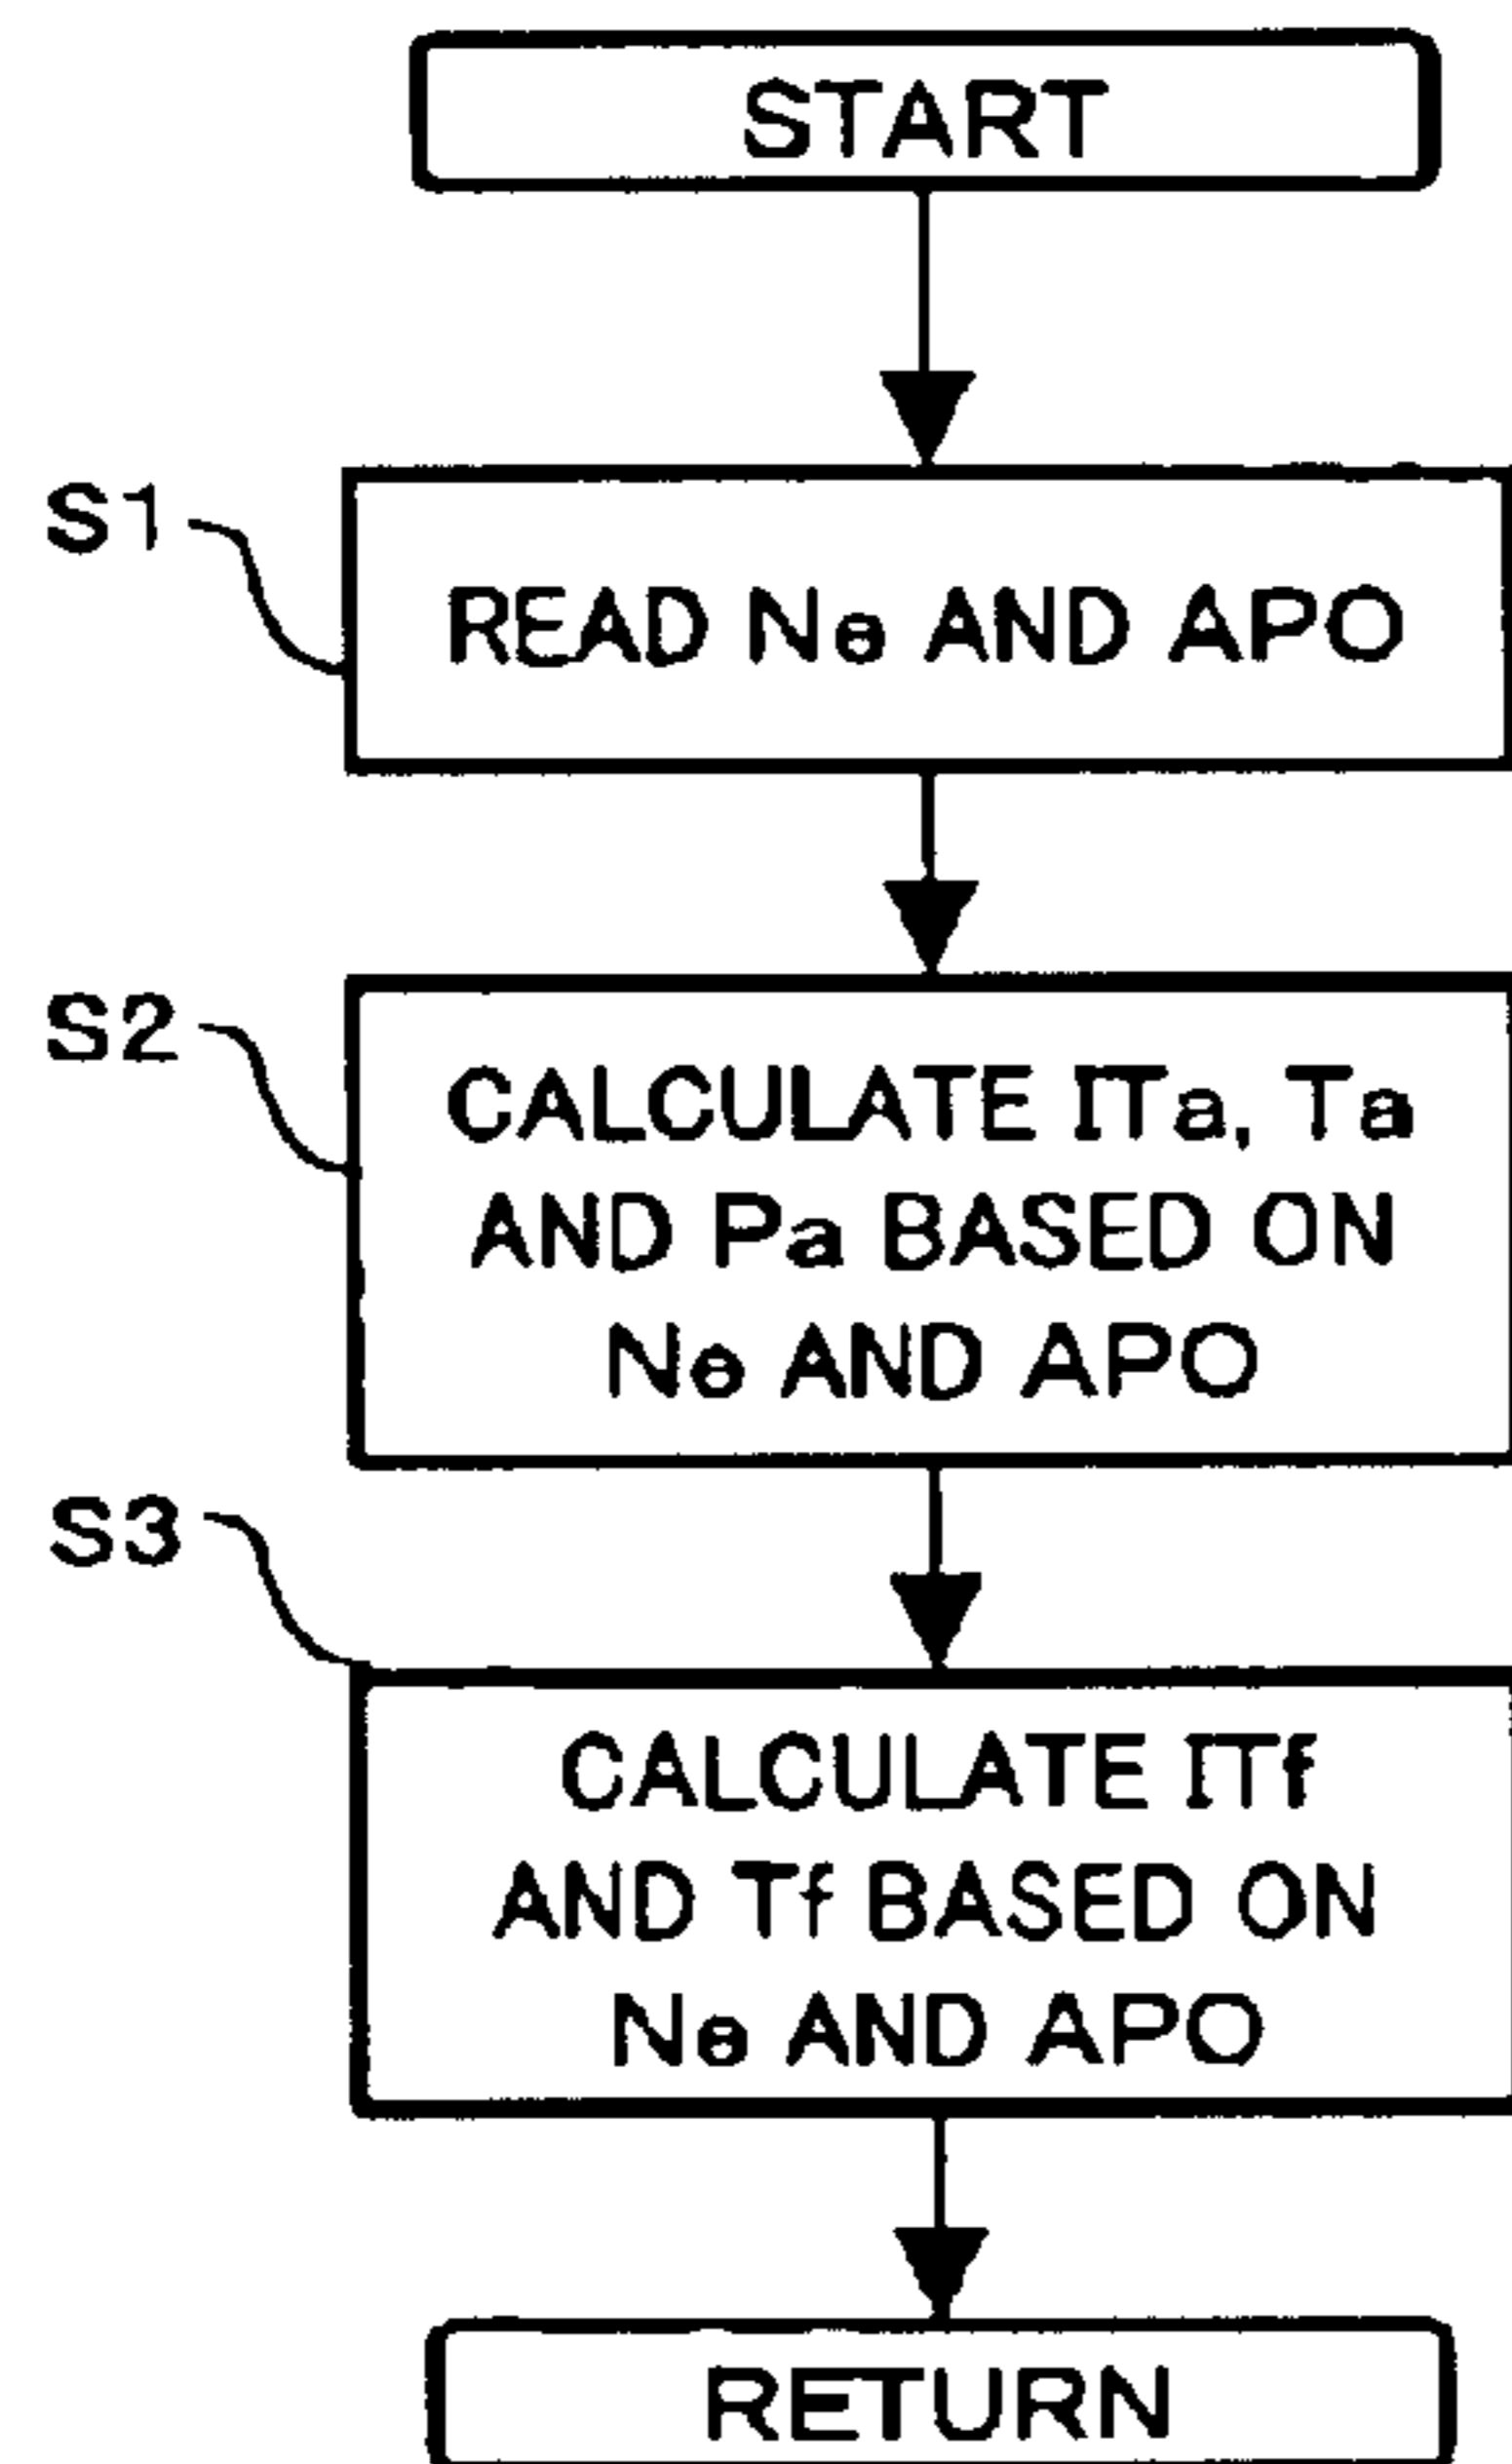 START
S1
READ Ne AND APO
S2
CALCULATE ITa, Ta
AND Pa BASED ON
Ne AND APO
S3
CALCULATE ITf
AND Tf BASED ON
Ne AND APO
RETURN